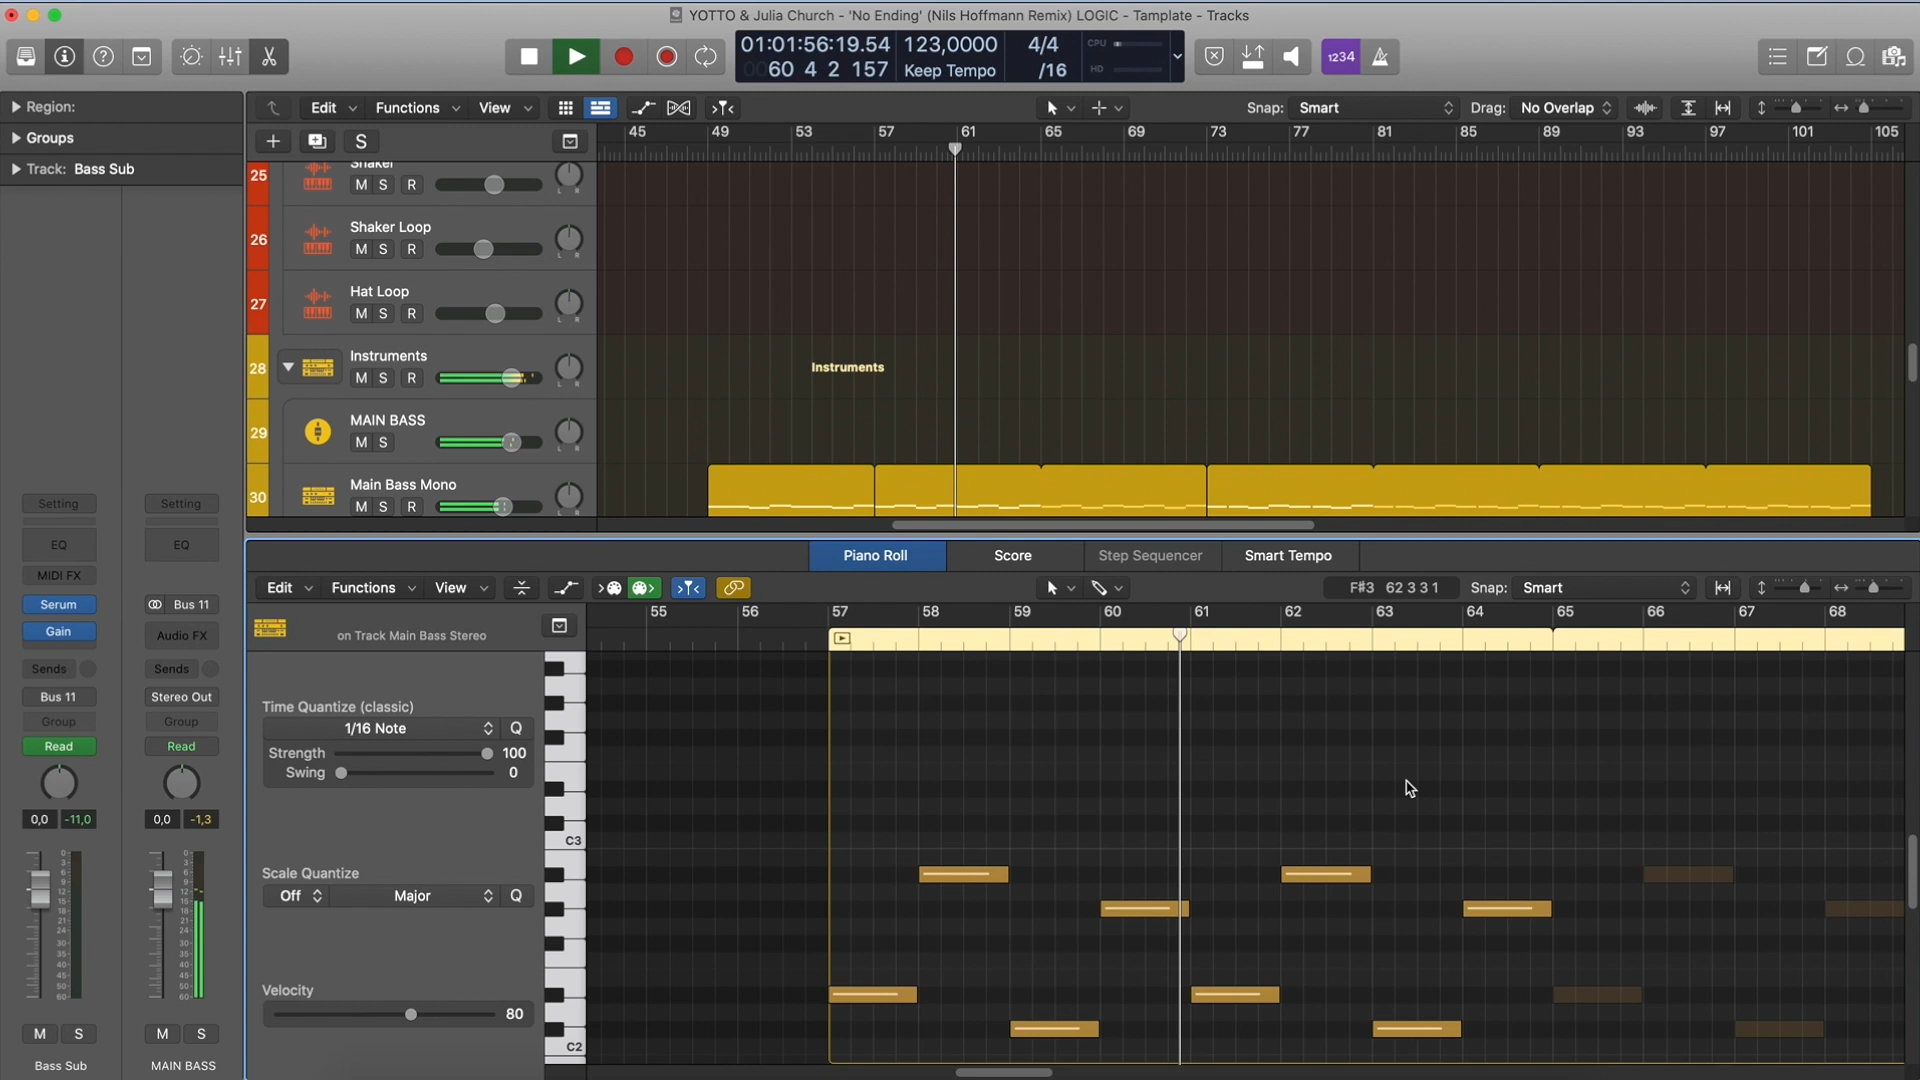 YOTTO & Julia Church - 'No Ending' (Nils Hoffmann Remix) LOGIC - Tamplate - Tracks
01:01:56:19.54
60 4 2 157
123,0000
Keep Tempo
4/4
/16
CPU
HD
1234
Region:
Groups
Track: Bass Sub
Edit
Functions
View
Snap: Smart
Drag: No Overlap
S
45 49 53 57 61 65 69 73 77 81 85 89 93 97 101 105
25 Shaker
M S R
L R
26 Shaker Loop
M S R
L R
27 Hat Loop
M S R
L R
28 Instruments
M S R
L R
Instruments
29 MAIN BASS
M S
L R
30 Main Bass Mono
M S R
Piano Roll
Score
Step Sequencer
Smart Tempo
Edit
Functions
View
F#3 62 3 3 1
Snap: Smart
on Track Main Bass Stereo
55 56 57 58 59 60 61 62 63 64 65 66 67 68
Time Quantize (classic)
1/16 Note
Q
Strength 100
Swing 0
Scale Quantize
Off
Major
Q
Velocity
80
C3
C2
Setting
EQ
MIDI FX
Serum
Gain
Sends
Bus 11
Group
Read
0,0 -11,0
M S
Bass Sub
Setting
EQ
Bus 11
Audio FX
Sends
Stereo Out
Group
Read
0,0 -1,3
M S
MAIN BASS